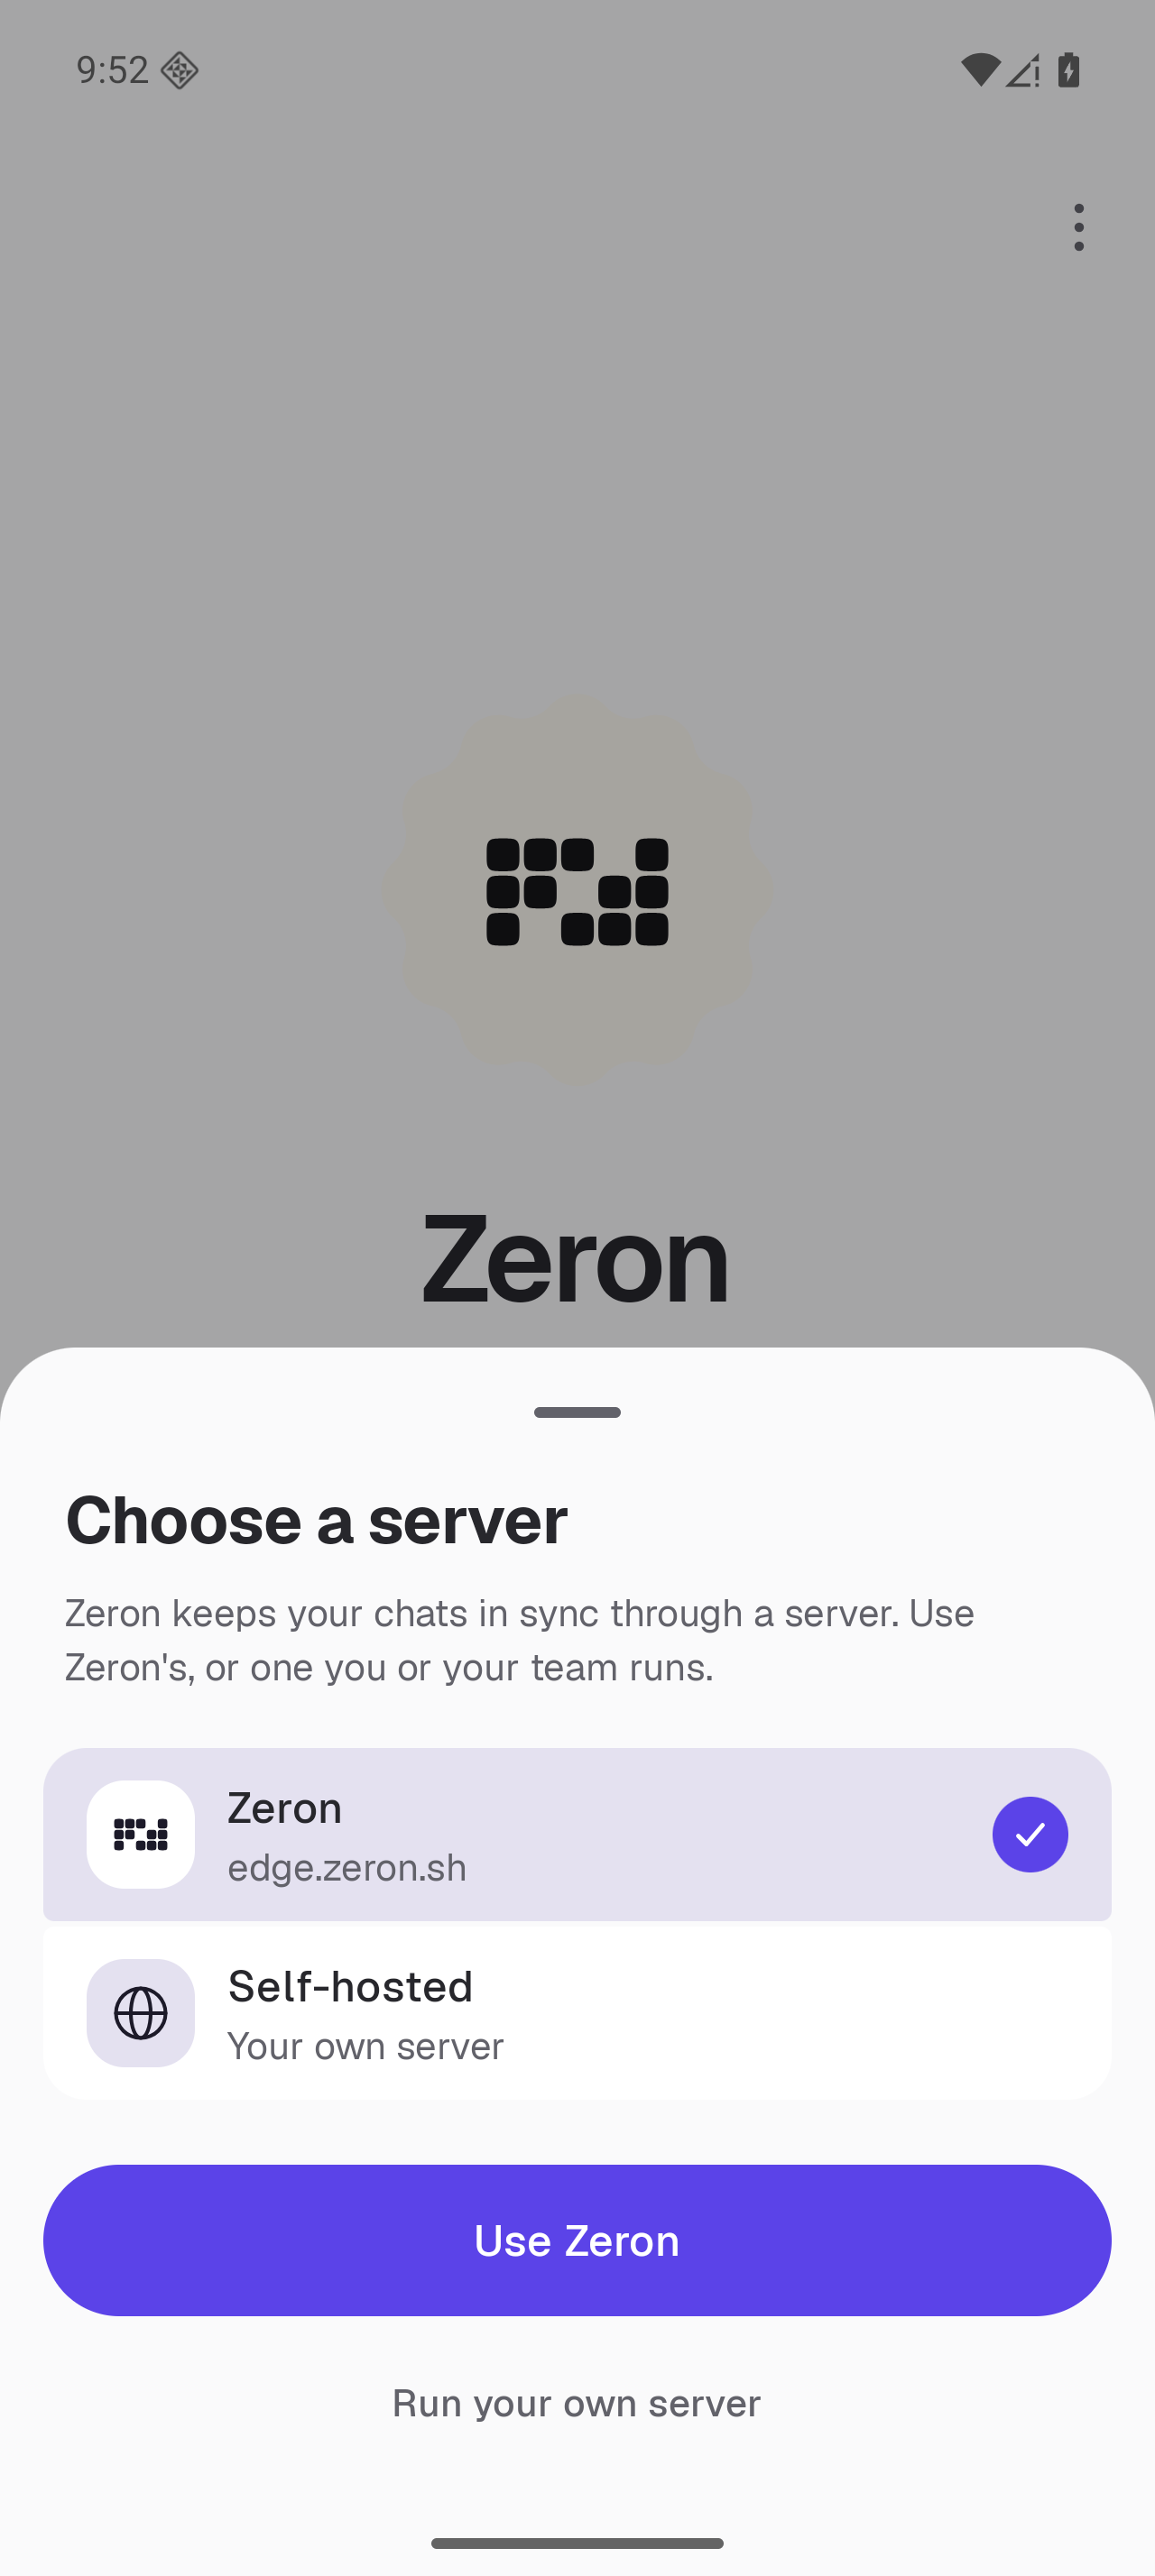 9:52
Zeron
Choose a server
Zeron keeps your chats in sync through a server. Use
Zeron's, or one you or your team runs.
Zeron
edge.zeron.sh
Self-hosted
Your own server
Use Zeron
Run your own server